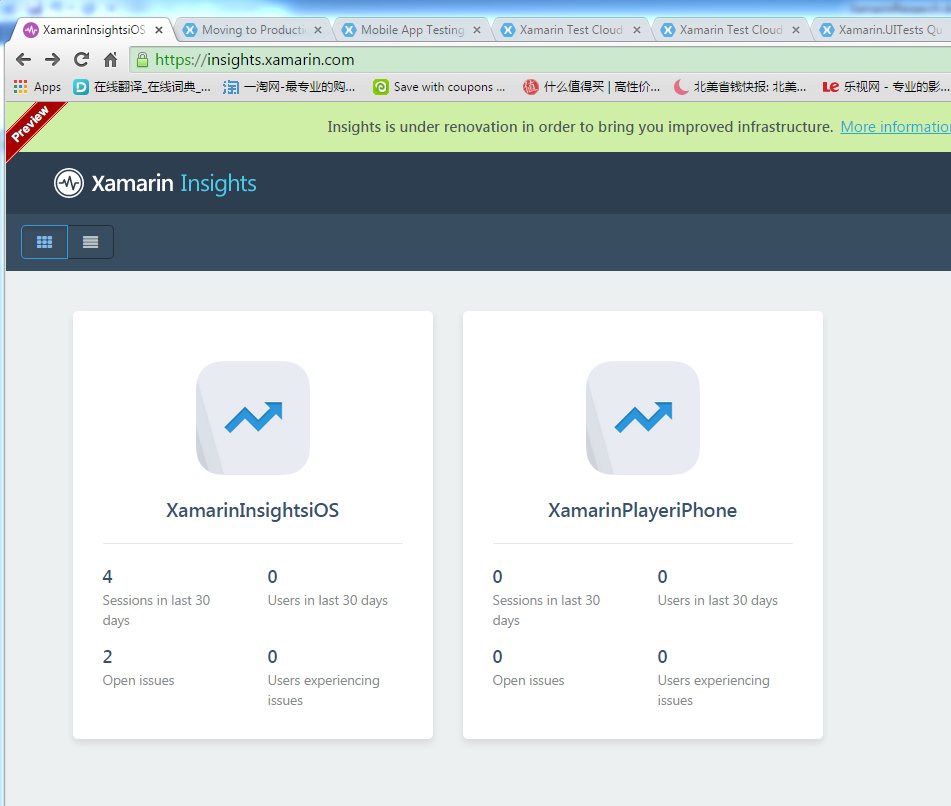 XamarinInsightsiOS
Moving to Producti
Mobile App Testing
Xamarin Test Cloud
Xamarin Test Cloud
Xamarin.UITests Qu
https://insights.xamarin.com
Apps
在线翻译_在线词典_...
一淘网-最专业的购...
Save with coupons ...
什么值得买 | 高性价...
北美省钱快报: 北美...
乐视网 - 专业的影...
Preview
Insights is under renovation in order to bring you improved infrastructure. More informatio
Xamarin Insights
XamarinInsightsiOS
4
Sessions in last 30
days
0
Users in last 30 days
2
Open issues
0
Users experiencing
issues
XamarinPlayeriPhone
0
Sessions in last 30
days
0
Users in last 30 days
0
Open issues
0
Users experiencing
issues